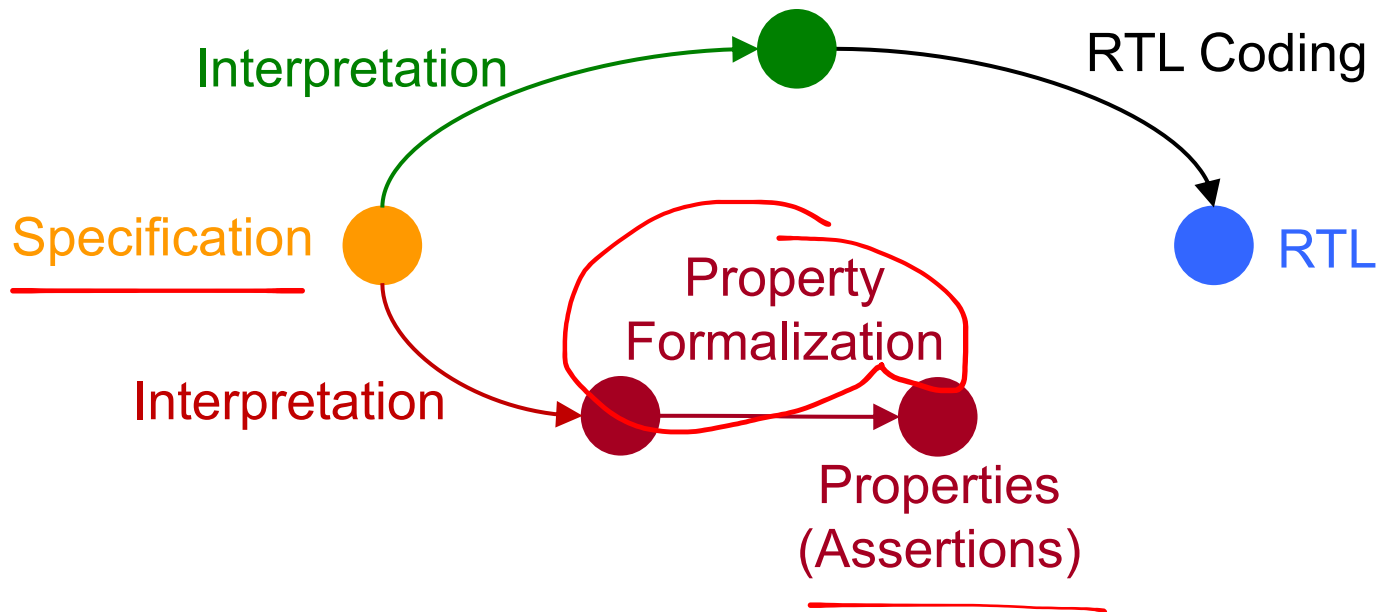 Interpretation
RTL Coding
Specification
RTL
Property
Formalization
Interpretation
Properties
(Assertions)